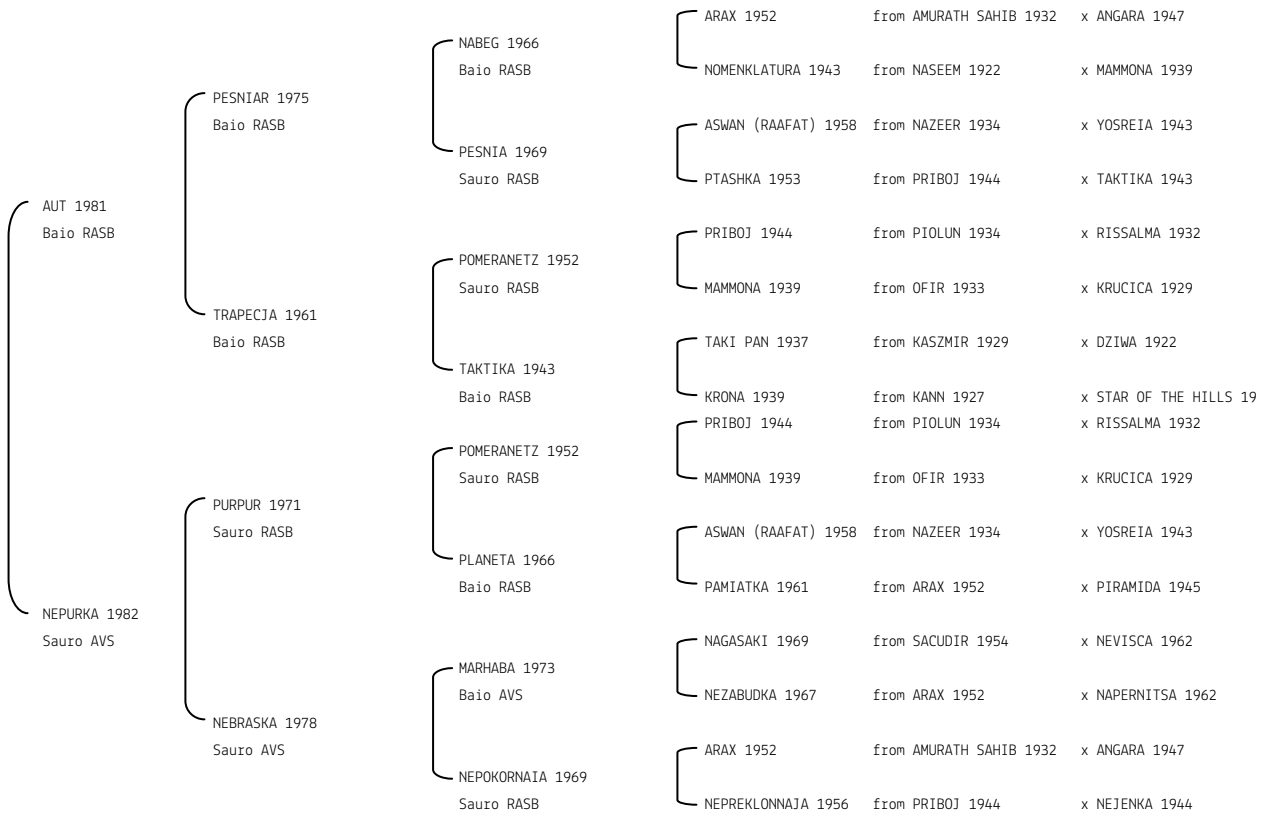 ARAX 1952 from AMURATH SAHIB 1932 x ANGARA 1947
NABEG 1966
Baio RASB
NOMENKLATURA 1943 from NASEEM 1922 x MAMMONA 1939
PESNIAR 1975
Baio RASB
ASWAN (RAAFAT) 1958 from NAZEER 1934 x YOSREIA 1943
PESNIA 1969
Sauro RASB
PTASHKA 1953 from PRIBOJ 1944 x TAKTIKA 1943
AUT 1981
Baio RASB
PRIBOJ 1944 from PIOLUN 1934 x RISSALMA 1932
POMERANETZ 1952
Sauro RASB
MAMMONA 1939 from OFIR 1933 x KRUCICA 1929
TRAPECJA 1961
Baio RASB
TAKI PAN 1937 from KASZMIR 1929 x DZIWA 1922
TAKTIKA 1943
Baio RASB
KRONA 1939 from KANN 1927 x STAR OF THE HILLS 19
PRIBOJ 1944 from PIOLUN 1934 x RISSALMA 1932
POMERANETZ 1952
Sauro RASB
MAMMONA 1939 from OFIR 1933 x KRUCICA 1929
PURPUR 1971
Sauro RASB
ASWAN (RAAFAT) 1958 from NAZEER 1934 x YOSREIA 1943
PLANETA 1966
Baio RASB
PAMIATKA 1961 from ARAX 1952 x PIRAMIDA 1945
NEPURKA 1982
Sauro AVS
NAGASAKI 1969 from SACUDIR 1954 x NEVISCA 1962
MARHABA 1973
Baio AVS
NEZABUDKA 1967 from ARAX 1952 x NAPERNITSA 1962
NEBRASKA 1978
Sauro AVS
ARAX 1952 from AMURATH SAHIB 1932 x ANGARA 1947
NEPOKORNAIA 1969
Sauro RASB
NEPREKLONNAJA 1956 from PRIBOJ 1944 x NEJENKA 1944